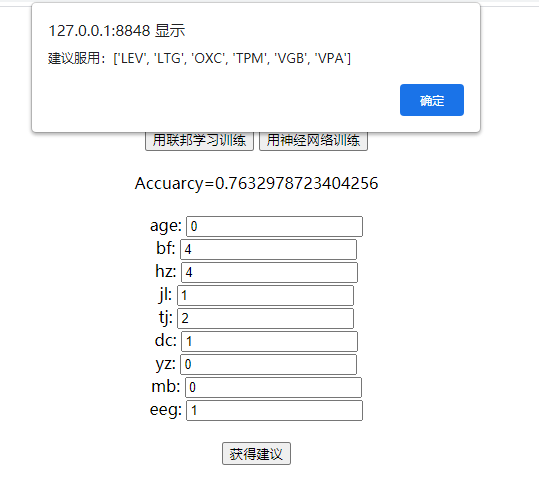 127.0.0.1:8848 显示
建议服用：['LEV', 'LTG', 'OXC', 'TPM', 'VGB', 'VPA']
确定
用联邦学习训练 用神经网络训练
Accuarcy=0.7632978723404256
age: 0
bf: 4
hz: 4
jl: 1
tj: 2
dc: 1
yz: 0
mb: 0
eeg: 1
获得建议